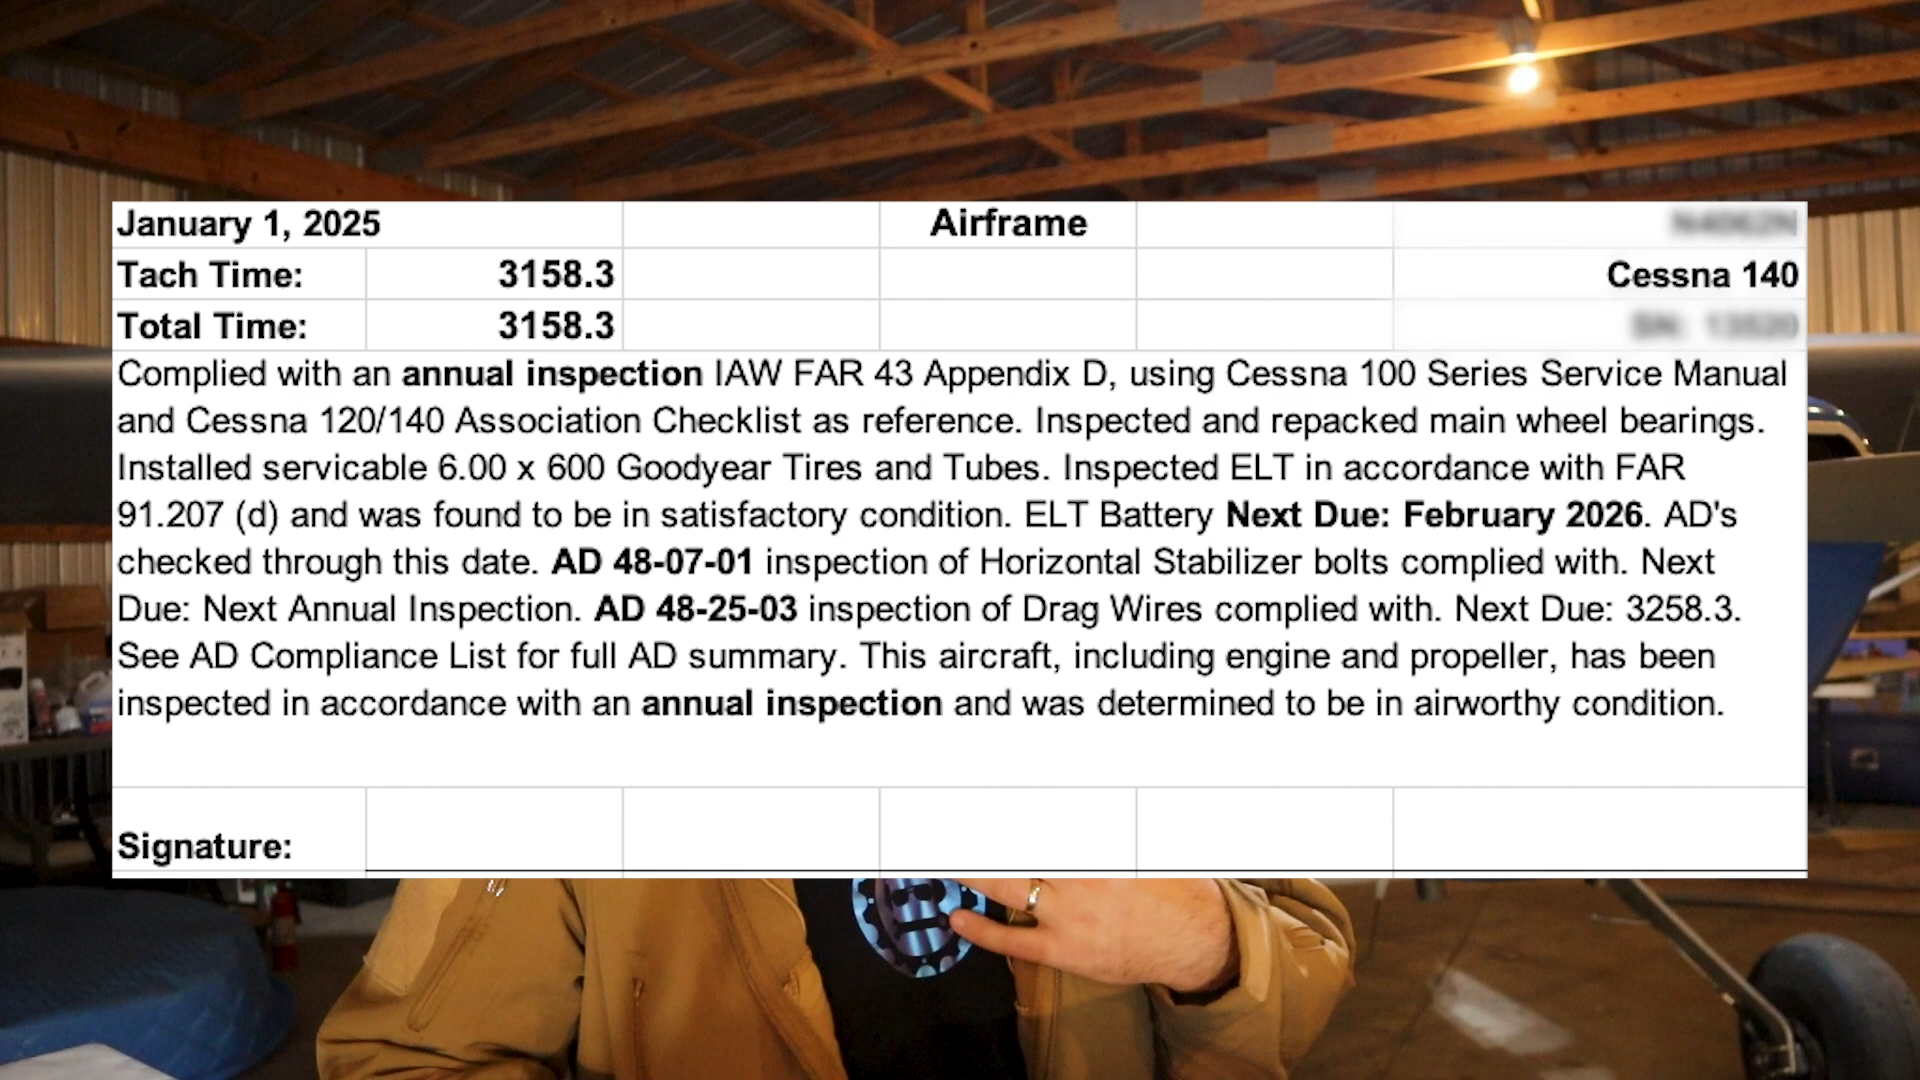 January 1, 2025 Airframe
Tach Time: 3158.3 Cessna 140
Total Time: 3158.3
Complied with an annual inspection IAW FAR 43 Appendix D, using Cessna 100 Series Service Manual
and Cessna 120/140 Association Checklist as reference. Inspected and repacked main wheel bearings.
Installed servicable 6.00 x 600 Goodyear Tires and Tubes. Inspected ELT in accordance with FAR
91.207 (d) and was found to be in satisfactory condition. ELT Battery Next Due: February 2026. AD's
checked through this date. AD 48-07-01 inspection of Horizontal Stabilizer bolts complied with. Next
Due: Next Annual Inspection. AD 48-25-03 inspection of Drag Wires complied with. Next Due: 3258.3.
See AD Compliance List for full AD summary. This aircraft, including engine and propeller, has been
inspected in accordance with an annual inspection and was determined to be in airworthy condition.
Signature: